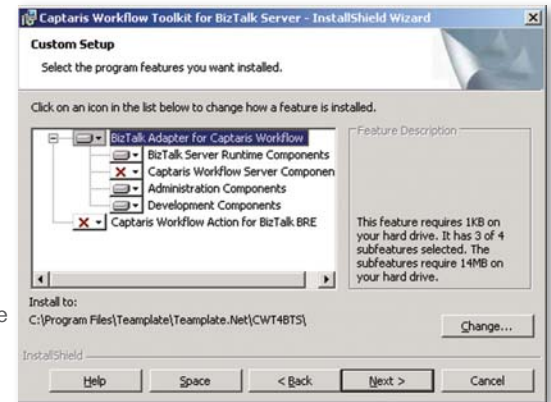 Captaris Workflow Toolkit for BizTalk Server - InstallShield Wizard
Custom Setup
Select the program features you want installed.
Click on an icon in the list below to change how a feature is installed.
BizTalk Adapter for Captaris Workflow
BizTalk Server Runtime Components
Captaris Workflow Server Componen
Administration Components
Development Components
Captaris Workflow Action for BizTalk BRE
Feature Description
This feature requires 1KB on
your hard drive. It has 3 of 4
subfeatures selected. The
subfeatures require 14MB on
your hard drive.
Install to:
C:\Program Files\Teamplate\Teamplate.Net\CWT4BTS\
Change...
InstallShield
Help
Space
< Back
Next >
Cancel